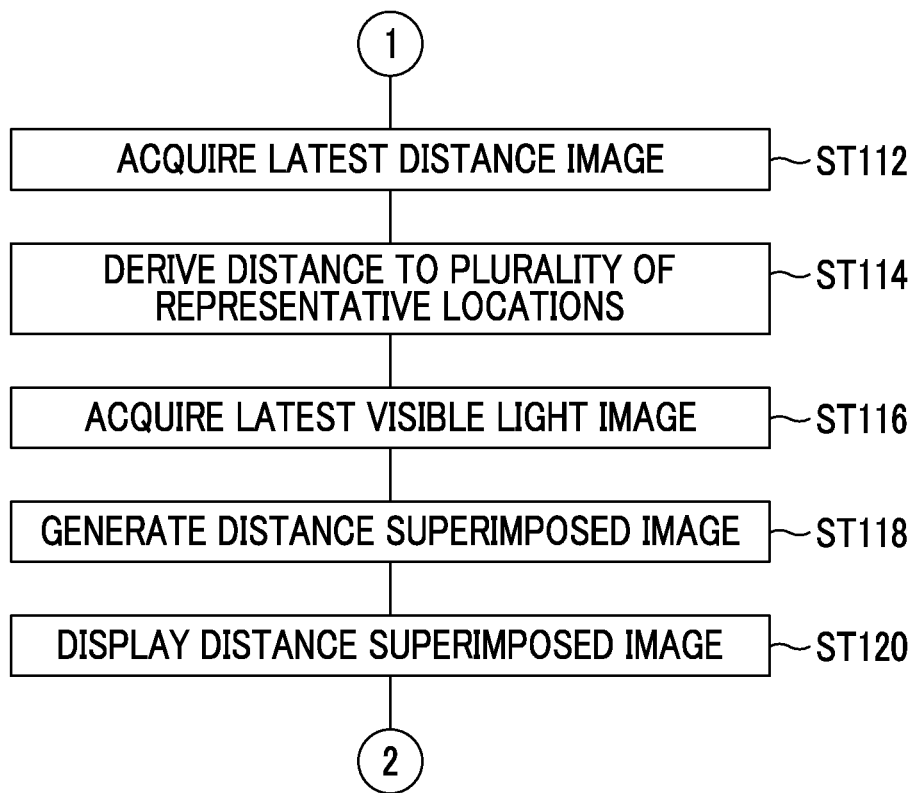 1
ACQUIRE LATEST DISTANCE IMAGE
ST112
DERIVE DISTANCE TO PLURALITY OF
REPRESENTATIVE LOCATIONS
ST114
ACQUIRE LATEST VISIBLE LIGHT IMAGE
ST116
GENERATE DISTANCE SUPERIMPOSED IMAGE
ST118
DISPLAY DISTANCE SUPERIMPOSED IMAGE
ST120
2